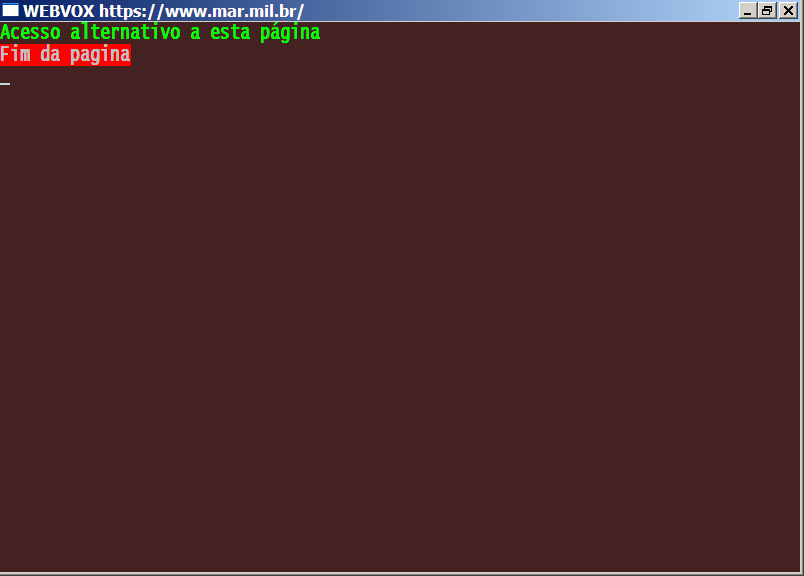 WEBVOX https://www.mar.mil.br/
Acesso alternativo a esta página
Fim da pagina